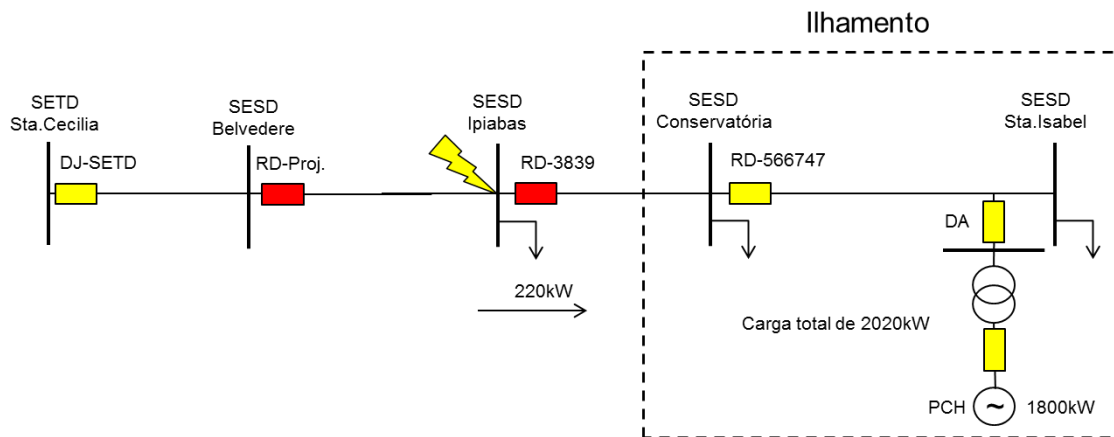 Ilhamento
SETD
Sta.Cecilia
SESD
Belvedere
SESD
Ipiabas
SESD
Conservatória
SESD
Sta.Isabel
DJ-SETD
RD-Proj.
RD-3839
RD-566747
DA
220kW
Carga total de 2020kW
PCH
~
1800kW